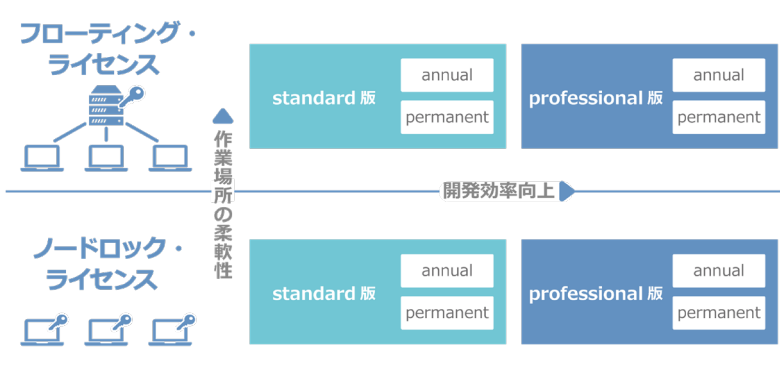 フローティング・
ライセンス
standard 版
annual
permanent
professional 版
annual
permanent
作業場所の柔軟性
開発効率向上
ノードロック・
ライセンス
standard 版
annual
permanent
professional 版
annual
permanent